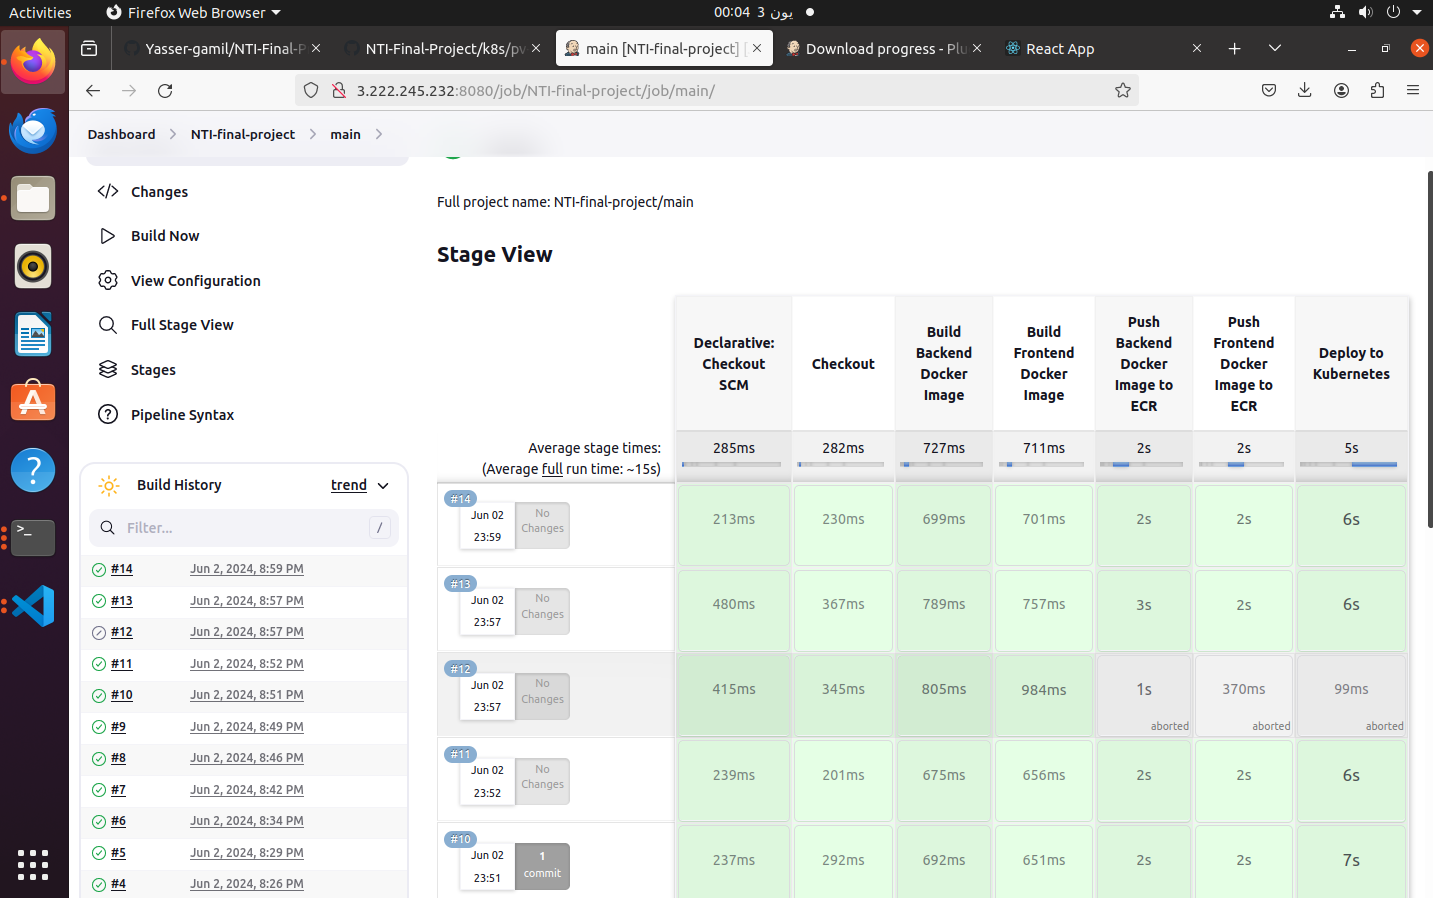 Activities
Firefox Web Browser
00:04 3 يون
Yasser-gamil/NTI-Final-P
NTI-Final-Project/k8s/pv
main [NTI-final-project] [
Download progress - Plu
React App
3.222.245.232:8080/job/NTI-final-project/job/main/
Dashboard
NTI-final-project
main
Changes
Build Now
View Configuration
Full Stage View
Stages
Pipeline Syntax
Build History
trend
Filter...
/
#14 Jun 2, 2024, 8:59 PM
#13 Jun 2, 2024, 8:57 PM
#12 Jun 2, 2024, 8:57 PM
#11 Jun 2, 2024, 8:52 PM
#10 Jun 2, 2024, 8:51 PM
#9 Jun 2, 2024, 8:49 PM
#8 Jun 2, 2024, 8:46 PM
#7 Jun 2, 2024, 8:42 PM
#6 Jun 2, 2024, 8:34 PM
#5 Jun 2, 2024, 8:29 PM
#4 Jun 2, 2024, 8:26 PM
Full project name: NTI-final-project/main
Stage View
Declarative:
Checkout
SCM
Checkout
Build
Backend
Docker
Image
Build
Frontend
Docker
Image
Push
Backend
Docker
Image to
ECR
Push
Frontend
Docker
Image to
ECR
Deploy to
Kubernetes
Average stage times:
(Average full run time: ~15s)
285ms 282ms 727ms 711ms 2s 2s 5s
#14
Jun 02
23:59
No
Changes
213ms 230ms 699ms 701ms 2s 2s 6s
#13
Jun 02
23:57
No
Changes
480ms 367ms 789ms 757ms 3s 2s 6s
#12
Jun 02
23:57
No
Changes
415ms 345ms 805ms 984ms 1s 370ms 99ms
aborted aborted aborted
#11
Jun 02
23:52
No
Changes
239ms 201ms 675ms 656ms 2s 2s 6s
#10
Jun 02
23:51
1
commit
237ms 292ms 692ms 651ms 2s 2s 7s